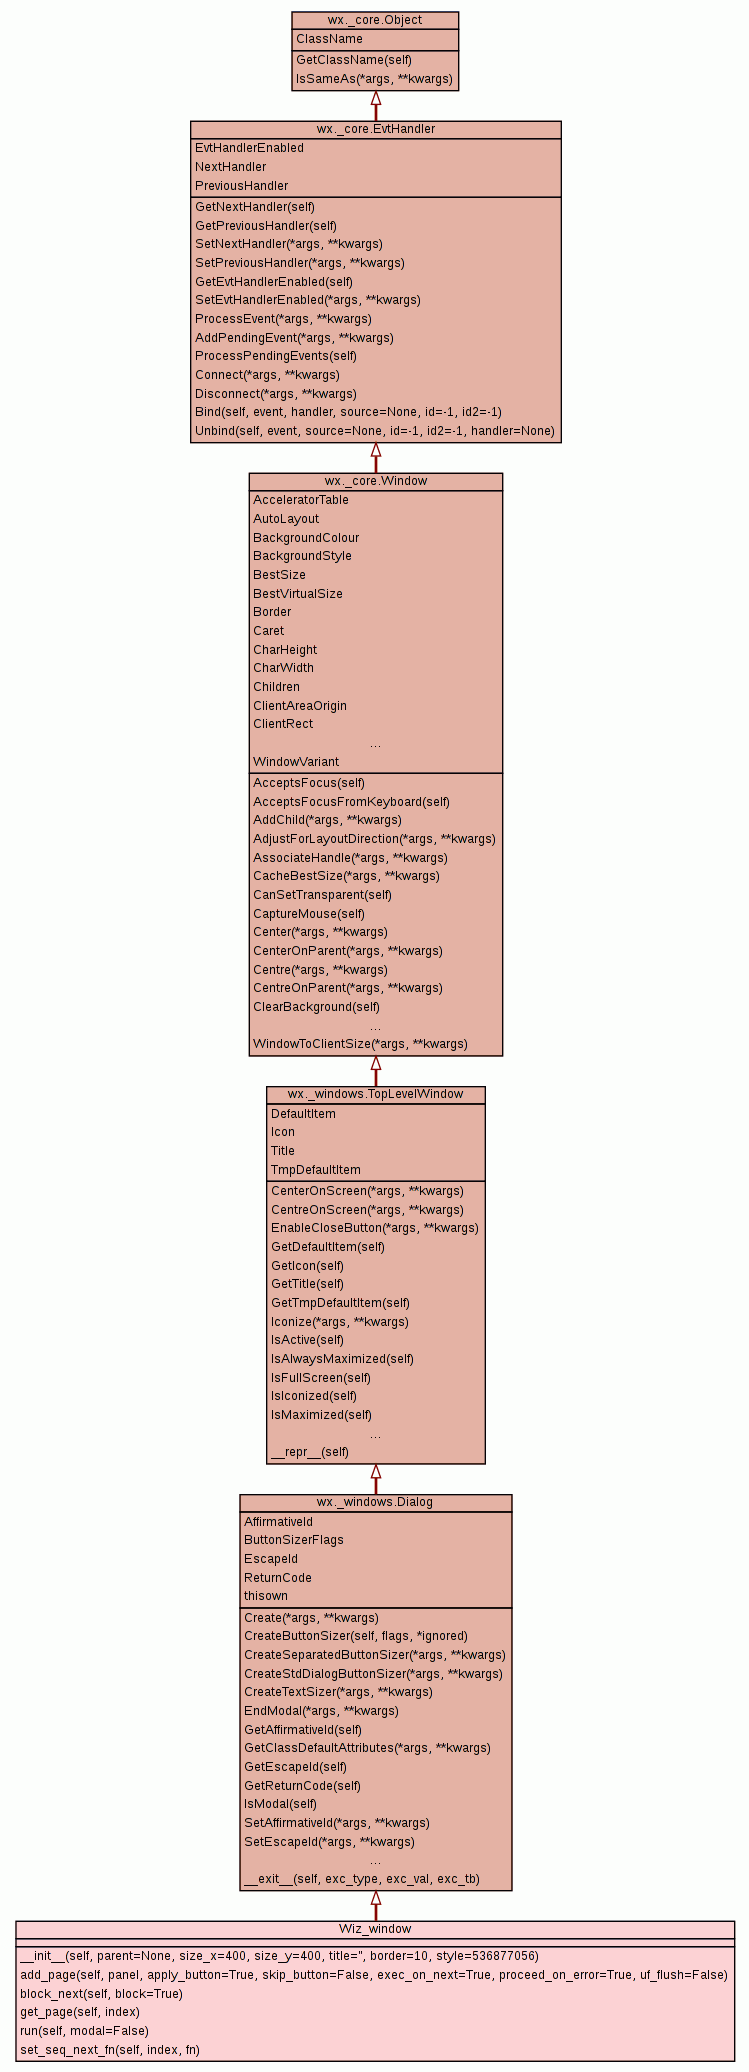 wx._core.Object
ClassName
GetClassName(self)
IsSameAs(*args, **kwargs)
wx._core.EvtHandler
EvtHandlerEnabled
NextHandler
PreviousHandler
GetNextHandler(self)
GetPreviousHandler(self)
SetNextHandler(*args, **kwargs)
SetPreviousHandler(*args, **kwargs)
GetEvtHandlerEnabled(self)
SetEvtHandlerEnabled(*args, **kwargs)
ProcessEvent(*args, **kwargs)
AddPendingEvent(*args, **kwargs)
ProcessPendingEvents(self)
Connect(*args, **kwargs)
Disconnect(*args, **kwargs)
Bind(self, event, handler, source=None, id=-1, id2=-1)
Unbind(self, event, source=None, id=-1, id2=-1, handler=None)
wx._core.Window
AcceleratorTable
AutoLayout
BackgroundColour
BackgroundStyle
BestSize
BestVirtualSize
Border
Caret
CharHeight
CharWidth
Children
ClientAreaOrigin
ClientRect
...
WindowVariant
AcceptsFocus(self)
AcceptsFocusFromKeyboard(self)
AddChild(*args, **kwargs)
AdjustForLayoutDirection(*args, **kwargs)
AssociateHandle(*args, **kwargs)
CacheBestSize(*args, **kwargs)
CanSetTransparent(self)
CaptureMouse(self)
Center(*args, **kwargs)
CenterOnParent(*args, **kwargs)
Centre(*args, **kwargs)
CentreOnParent(*args, **kwargs)
ClearBackground(self)
...
WindowToClientSize(*args, **kwargs)
wx._windows.TopLevelWindow
DefaultItem
Icon
Title
TmpDefaultItem
CenterOnScreen(*args, **kwargs)
CentreOnScreen(*args, **kwargs)
EnableCloseButton(*args, **kwargs)
GetDefaultItem(self)
GetIcon(self)
GetTitle(self)
GetTmpDefaultItem(self)
Iconize(*args, **kwargs)
IsActive(self)
IsAlwaysMaximized(self)
IsFullScreen(self)
IsIconized(self)
IsMaximized(self)
...
__repr__(self)
wx._windows.Dialog
AffirmativeId
ButtonSizerFlags
EscapeId
ReturnCode
thisown
Create(*args, **kwargs)
CreateButtonSizer(self, flags, *ignored)
CreateSeparatedButtonSizer(*args, **kwargs)
CreateStdDialogButtonSizer(*args, **kwargs)
CreateTextSizer(*args, **kwargs)
EndModal(*args, **kwargs)
GetAffirmativeId(self)
GetClassDefaultAttributes(*args, **kwargs)
GetEscapeId(self)
GetReturnCode(self)
IsModal(self)
SetAffirmativeId(*args, **kwargs)
SetEscapeId(*args, **kwargs)
...
__exit__(self, exc_type, exc_val, exc_tb)
Wiz_window
__init__(self, parent=None, size_x=400, size_y=400, title='', border=10, style=536877056)
add_page(self, panel, apply_button=True, skip_button=False, exec_on_next=True, proceed_on_error=True, uf_flush=False)
block_next(self, block=True)
get_page(self, index)
run(self, modal=False)
set_seq_next_fn(self, index, fn)